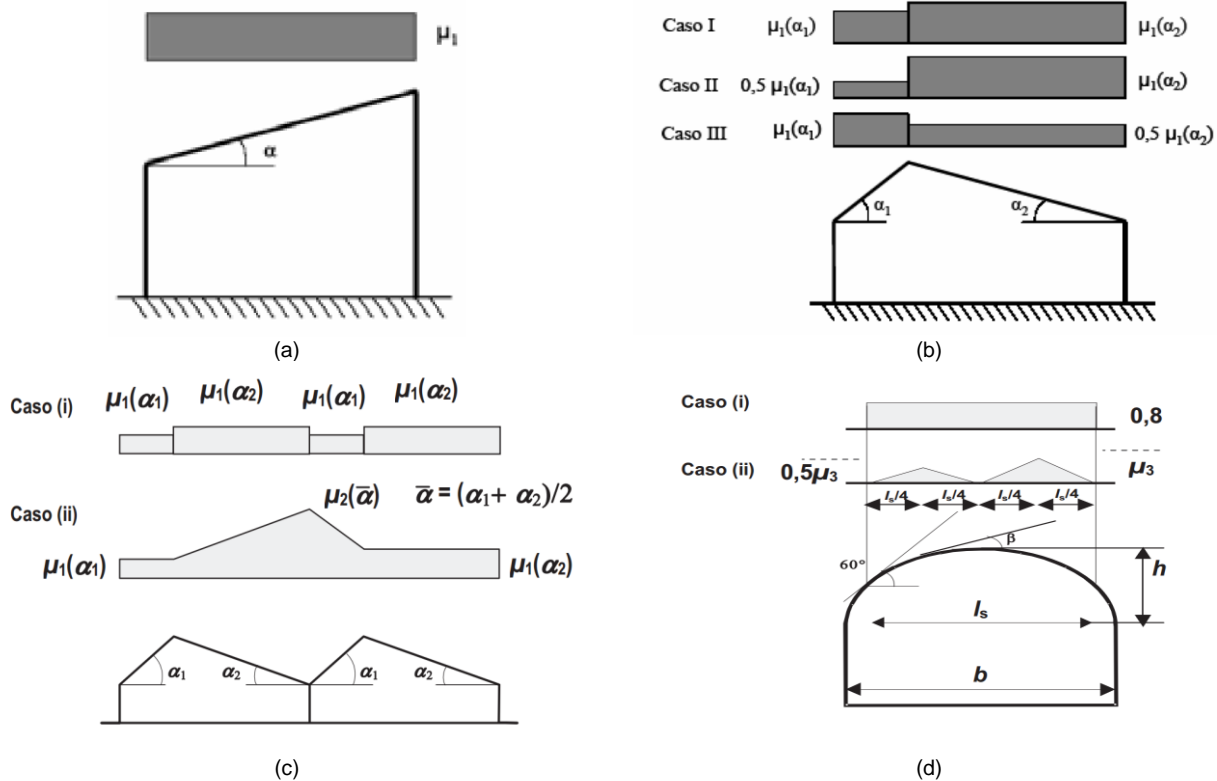 μ₁
α
(a)
Caso I μ₁(α₁) μ₁(α₂)
Caso II 0,5 μ₁(α₁) μ₁(α₂)
Caso III μ₁(α₁) 0,5 μ₁(α₂)
α₁ α₂
(b)
μ₁(α₁) μ₁(α₂) μ₁(α₁) μ₁(α₂)
Caso (i)
μ₂(ᾱ) ᾱ = (α₁+ α₂)/2
Caso (ii)
μ₁(α₁) μ₁(α₂)
α₁ α₂ α₁ α₂
(c)
Caso (i) 0,8
Caso (ii) 0,5μ₃ μ₃
lₛ/4 lₛ/4 lₛ/4 lₛ/4
β
60°
h
lₛ
b
(d)